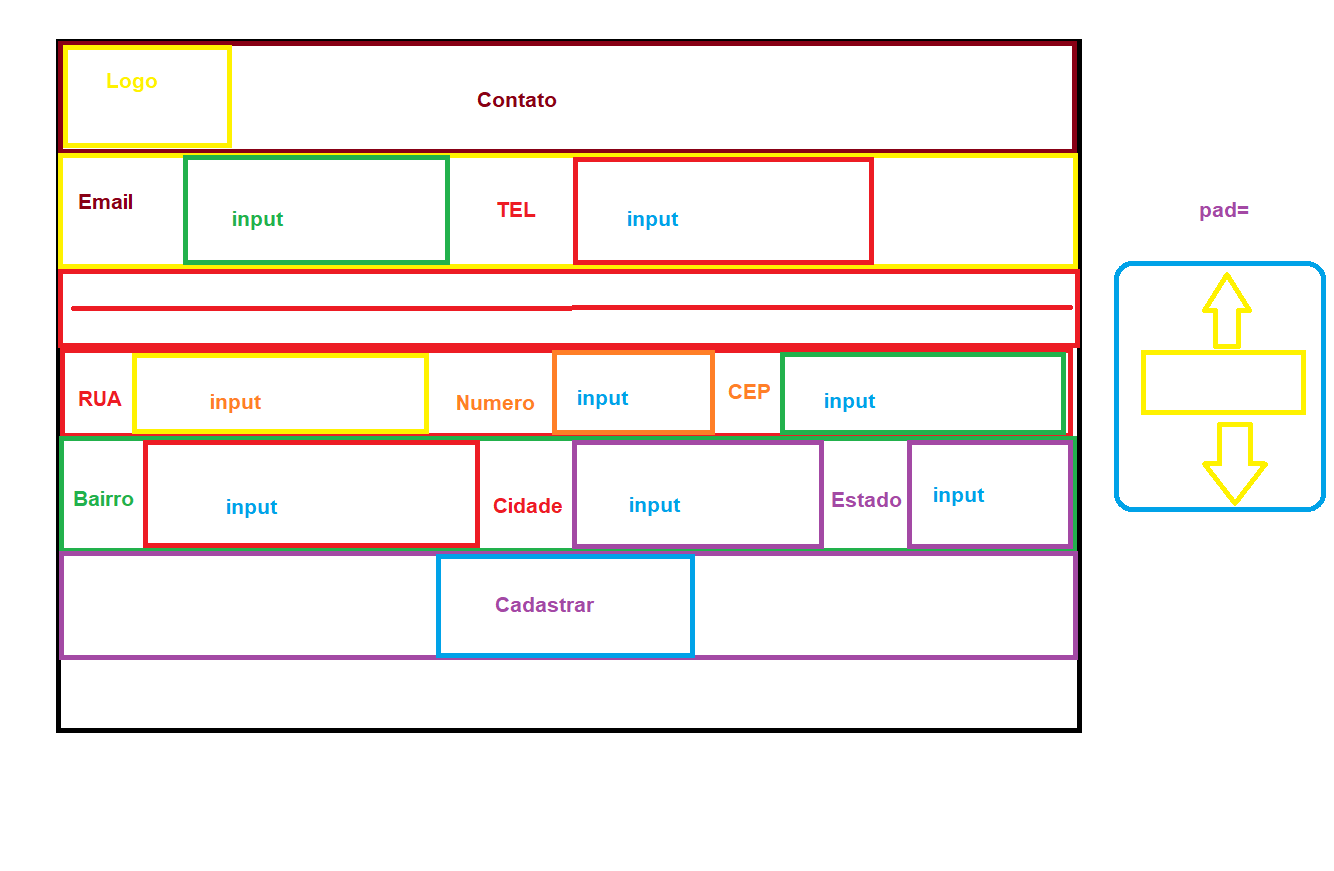 Logo
Contato
Email input TEL input
pad=
RUA input Numero input CEP input
Bairro input Cidade input Estado input
Cadastrar